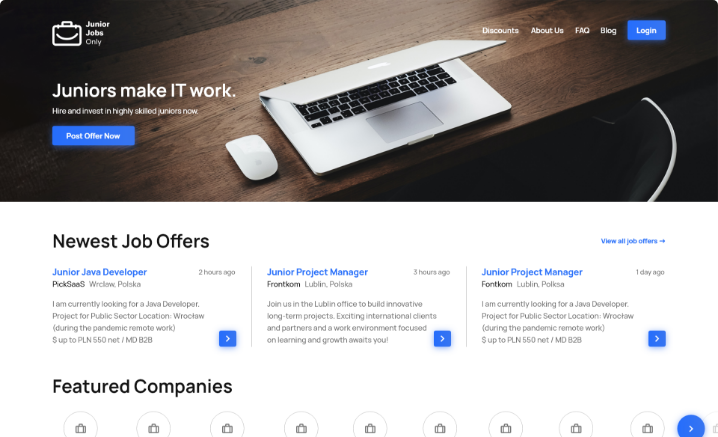 Junior
Jobs
Only
Discounts About Us FAQ Blog Login
Juniors make IT work.
Hire and invest in highly skilled juniors now.
Post Offer Now
Newest Job Offers
View all job offers →
Junior Java Developer 2 hours ago
PickSaaS Wrclaw, Polska
I am currently looking for a Java Developer.
Project for Public Sector Location: Wrocław
(during the pandemic remote work)
$ up to PLN 550 net / MD B2B
Junior Project Manager 3 hours ago
Frontkom Lublin, Polska
Join us in the Lublin office to build innovative
long-term projects. Exciting international clients
and partners and a work environment focused
on learning and growth awaits you!
Junior Project Manager 1 day ago
Fontkom Lublin, Polksa
I am currently looking for a Java Developer.
Project for Public Sector Location: Wrocław
(during the pandemic remote work)
$ up to PLN 550 net / MD B2B
Featured Companies